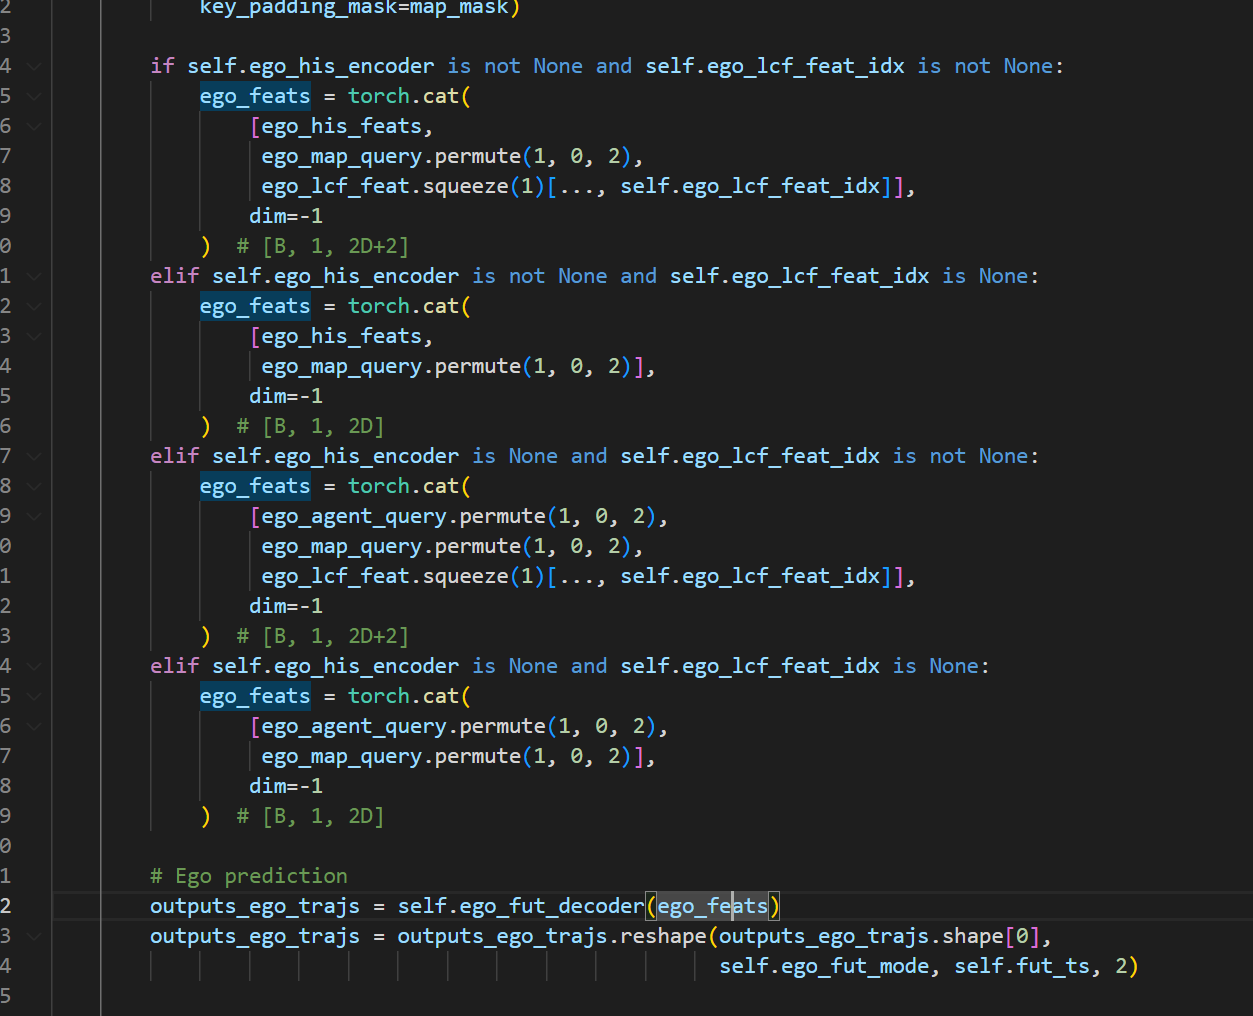 2 key_padding_mask=map_mask)
3
4 if self.ego_his_encoder is not None and self.ego_lcf_feat_idx is not None:
5 ego_feats = torch.cat(
6 [ego_his_feats,
7 ego_map_query.permute(1, 0, 2),
8 ego_lcf_feat.squeeze(1)[..., self.ego_lcf_feat_idx]],
9 dim=-1
0 ) # [B, 1, 2D+2]
1 elif self.ego_his_encoder is not None and self.ego_lcf_feat_idx is None:
2 ego_feats = torch.cat(
3 [ego_his_feats,
4 ego_map_query.permute(1, 0, 2)],
5 dim=-1
6 ) # [B, 1, 2D]
7 elif self.ego_his_encoder is None and self.ego_lcf_feat_idx is not None:
8 ego_feats = torch.cat(
9 [ego_agent_query.permute(1, 0, 2),
0 ego_map_query.permute(1, 0, 2),
1 ego_lcf_feat.squeeze(1)[..., self.ego_lcf_feat_idx]],
2 dim=-1
3 ) # [B, 1, 2D+2]
4 elif self.ego_his_encoder is None and self.ego_lcf_feat_idx is None:
5 ego_feats = torch.cat(
6 [ego_agent_query.permute(1, 0, 2),
7 ego_map_query.permute(1, 0, 2)],
8 dim=-1
9 ) # [B, 1, 2D]
0
1 # Ego prediction
2 outputs_ego_trajs = self.ego_fut_decoder(ego_feats)
3 outputs_ego_trajs = outputs_ego_trajs.reshape(outputs_ego_trajs.shape[0],
4 self.ego_fut_mode, self.fut_ts, 2)
5